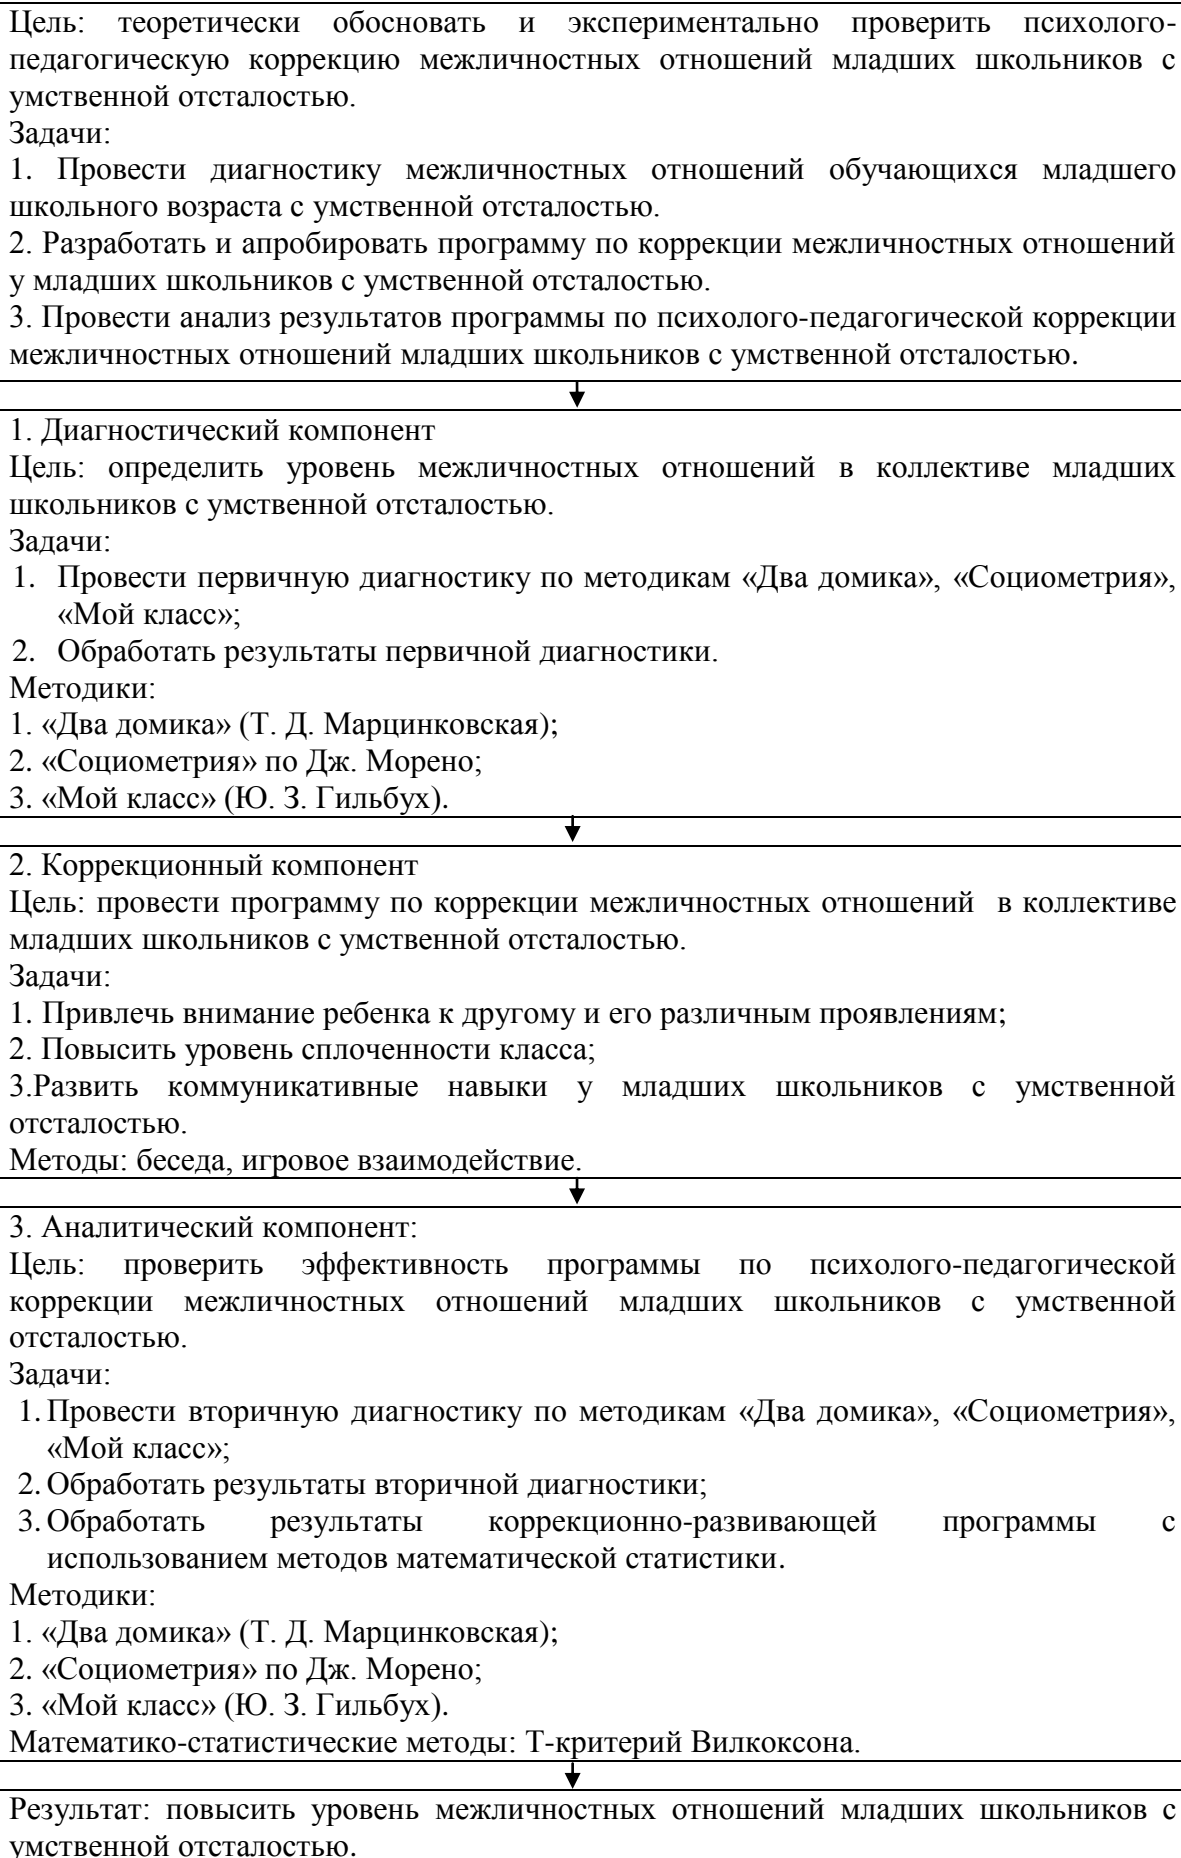 Цель: теоретически обосновать и экспериментально проверить психолого-
педагогическую коррекцию межличностных отношений младших школьников с
умственной отсталостью.
Задачи:
1. Провести диагностику межличностных отношений обучающихся младшего
школьного возраста с умственной отсталостью.
2. Разработать и апробировать программу по коррекции межличностных отношений
у младших школьников с умственной отсталостью.
3. Провести анализ результатов программы по психолого-педагогической коррекции
межличностных отношений младших школьников с умственной отсталостью.
1. Диагностический компонент
Цель: определить уровень межличностных отношений в коллективе младших
школьников с умственной отсталостью.
Задачи:
1. Провести первичную диагностику по методикам «Два домика», «Социометрия»,
«Мой класс»;
2. Обработать результаты первичной диагностики.
Методики:
1. «Два домика» (Т. Д. Марцинковская);
2. «Социометрия» по Дж. Морено;
3. «Мой класс» (Ю. З. Гильбух).
2. Коррекционный компонент
Цель: провести программу по коррекции межличностных отношений в коллективе
младших школьников с умственной отсталостью.
Задачи:
1. Привлечь внимание ребенка к другому и его различным проявлениям;
2. Повысить уровень сплоченности класса;
3.Развить коммуникативные навыки у младших школьников с умственной
отсталостью.
Методы: беседа, игровое взаимодействие.
3. Аналитический компонент:
Цель: проверить эффективность программы по психолого-педагогической
коррекции межличностных отношений младших школьников с умственной
отсталостью.
Задачи:
1. Провести вторичную диагностику по методикам «Два домика», «Социометрия»,
«Мой класс»;
2. Обработать результаты вторичной диагностики;
3. Обработать результаты коррекционно-развивающей программы с
использованием методов математической статистики.
Методики:
1. «Два домика» (Т. Д. Марцинковская);
2. «Социометрия» по Дж. Морено;
3. «Мой класс» (Ю. З. Гильбух).
Математико-статистические методы: Т-критерий Вилкоксона.
Результат: повысить уровень межличностных отношений младших школьников с
умственной отсталостью.